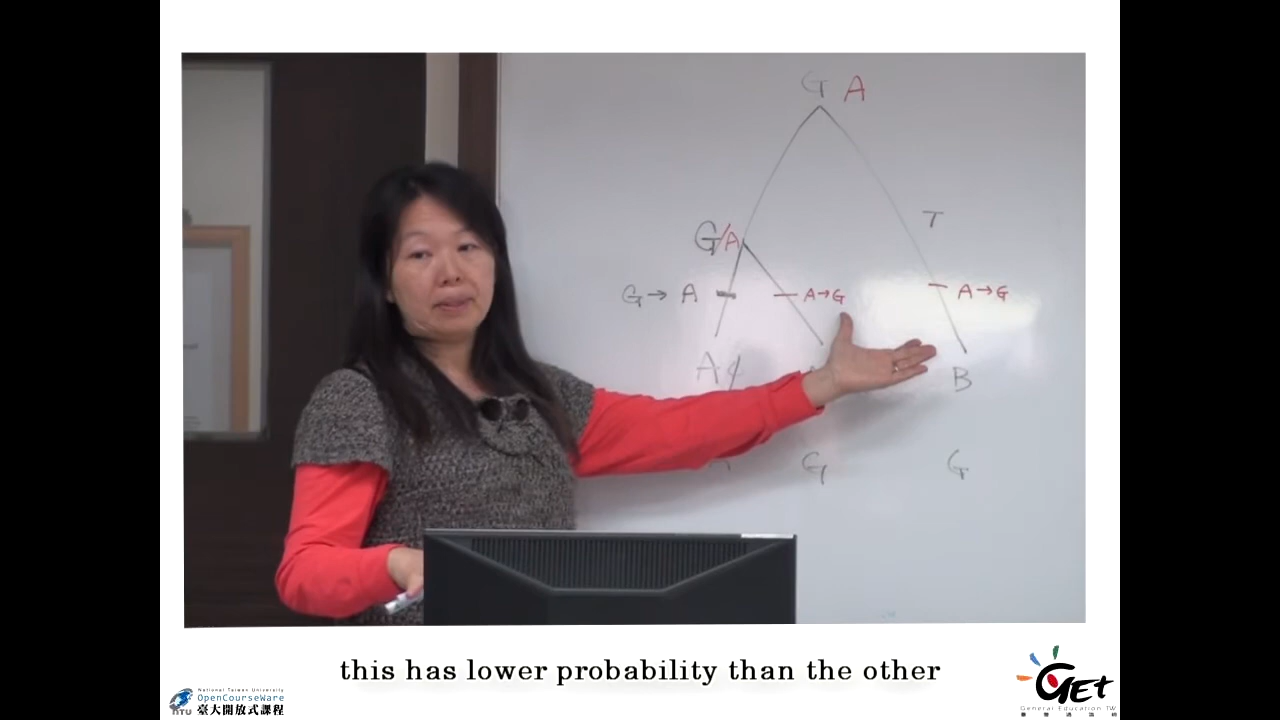 G A
T
G/A
G → A
A→G
A→G
A
B
G
G
this has lower probability than the other
National Taiwan University
OpenCourseWare
NTU 臺大開放式課程
GET
General Education TW